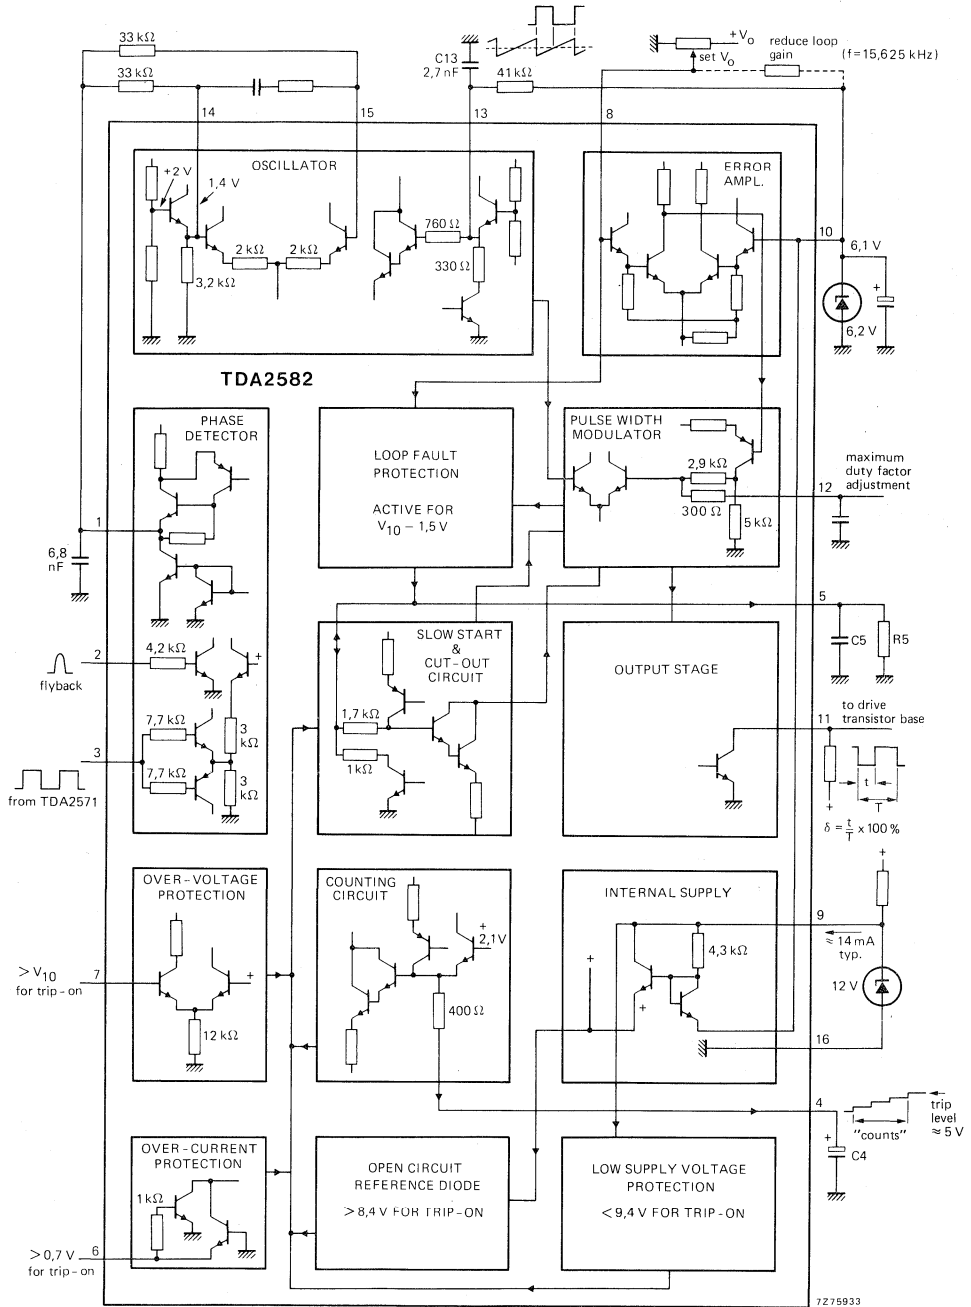 33 kΩ
33 kΩ
C13
2,7 nF
41 kΩ
+Vo
set Vo
reduce loop
gain
(f=15,625 kHz)
14
15
13
8
OSCILLATOR
+2 V
1,4 V
2 kΩ
2 kΩ
3,2 kΩ
760 Ω
330 Ω
ERROR
AMPL.
10
6,1 V
+
6,2 V
TDA2582
PHASE
DETECTOR
1
6,8
nF
2
flyback
4,2 kΩ
+
3
kΩ
7,7 kΩ
3
7,7 kΩ
3
kΩ
from TDA2571
LOOP FAULT
PROTECTION
ACTIVE FOR
V10 – 1,5 V
PULSE WIDTH
MODULATOR
2,9 kΩ
300 Ω
5 kΩ
maximum
duty factor
adjustment
12
5
C5
R5
SLOW START
&
CUT-OUT
CIRCUIT
1,7 kΩ
1 kΩ
OUTPUT STAGE
to drive
transistor base
11
t
T
+
δ = t/T x 100 %
OVER-VOLTAGE
PROTECTION
> V10
for trip-on
7
+
12 kΩ
COUNTING
CIRCUIT
+
2,1 V
400 Ω
INTERNAL SUPPLY
+
+
4,3 kΩ
+
9
≈ 14 mA
typ.
12 V
16
4
trip
level
≈ 5 V
"counts"
+
C4
OVER-CURRENT
PROTECTION
1 kΩ
> 0,7 V
for trip-on
6
OPEN CIRCUIT
REFERENCE DIODE
> 8,4 V FOR TRIP-ON
LOW SUPPLY VOLTAGE
PROTECTION
< 9,4 V FOR TRIP-ON
7Z75933